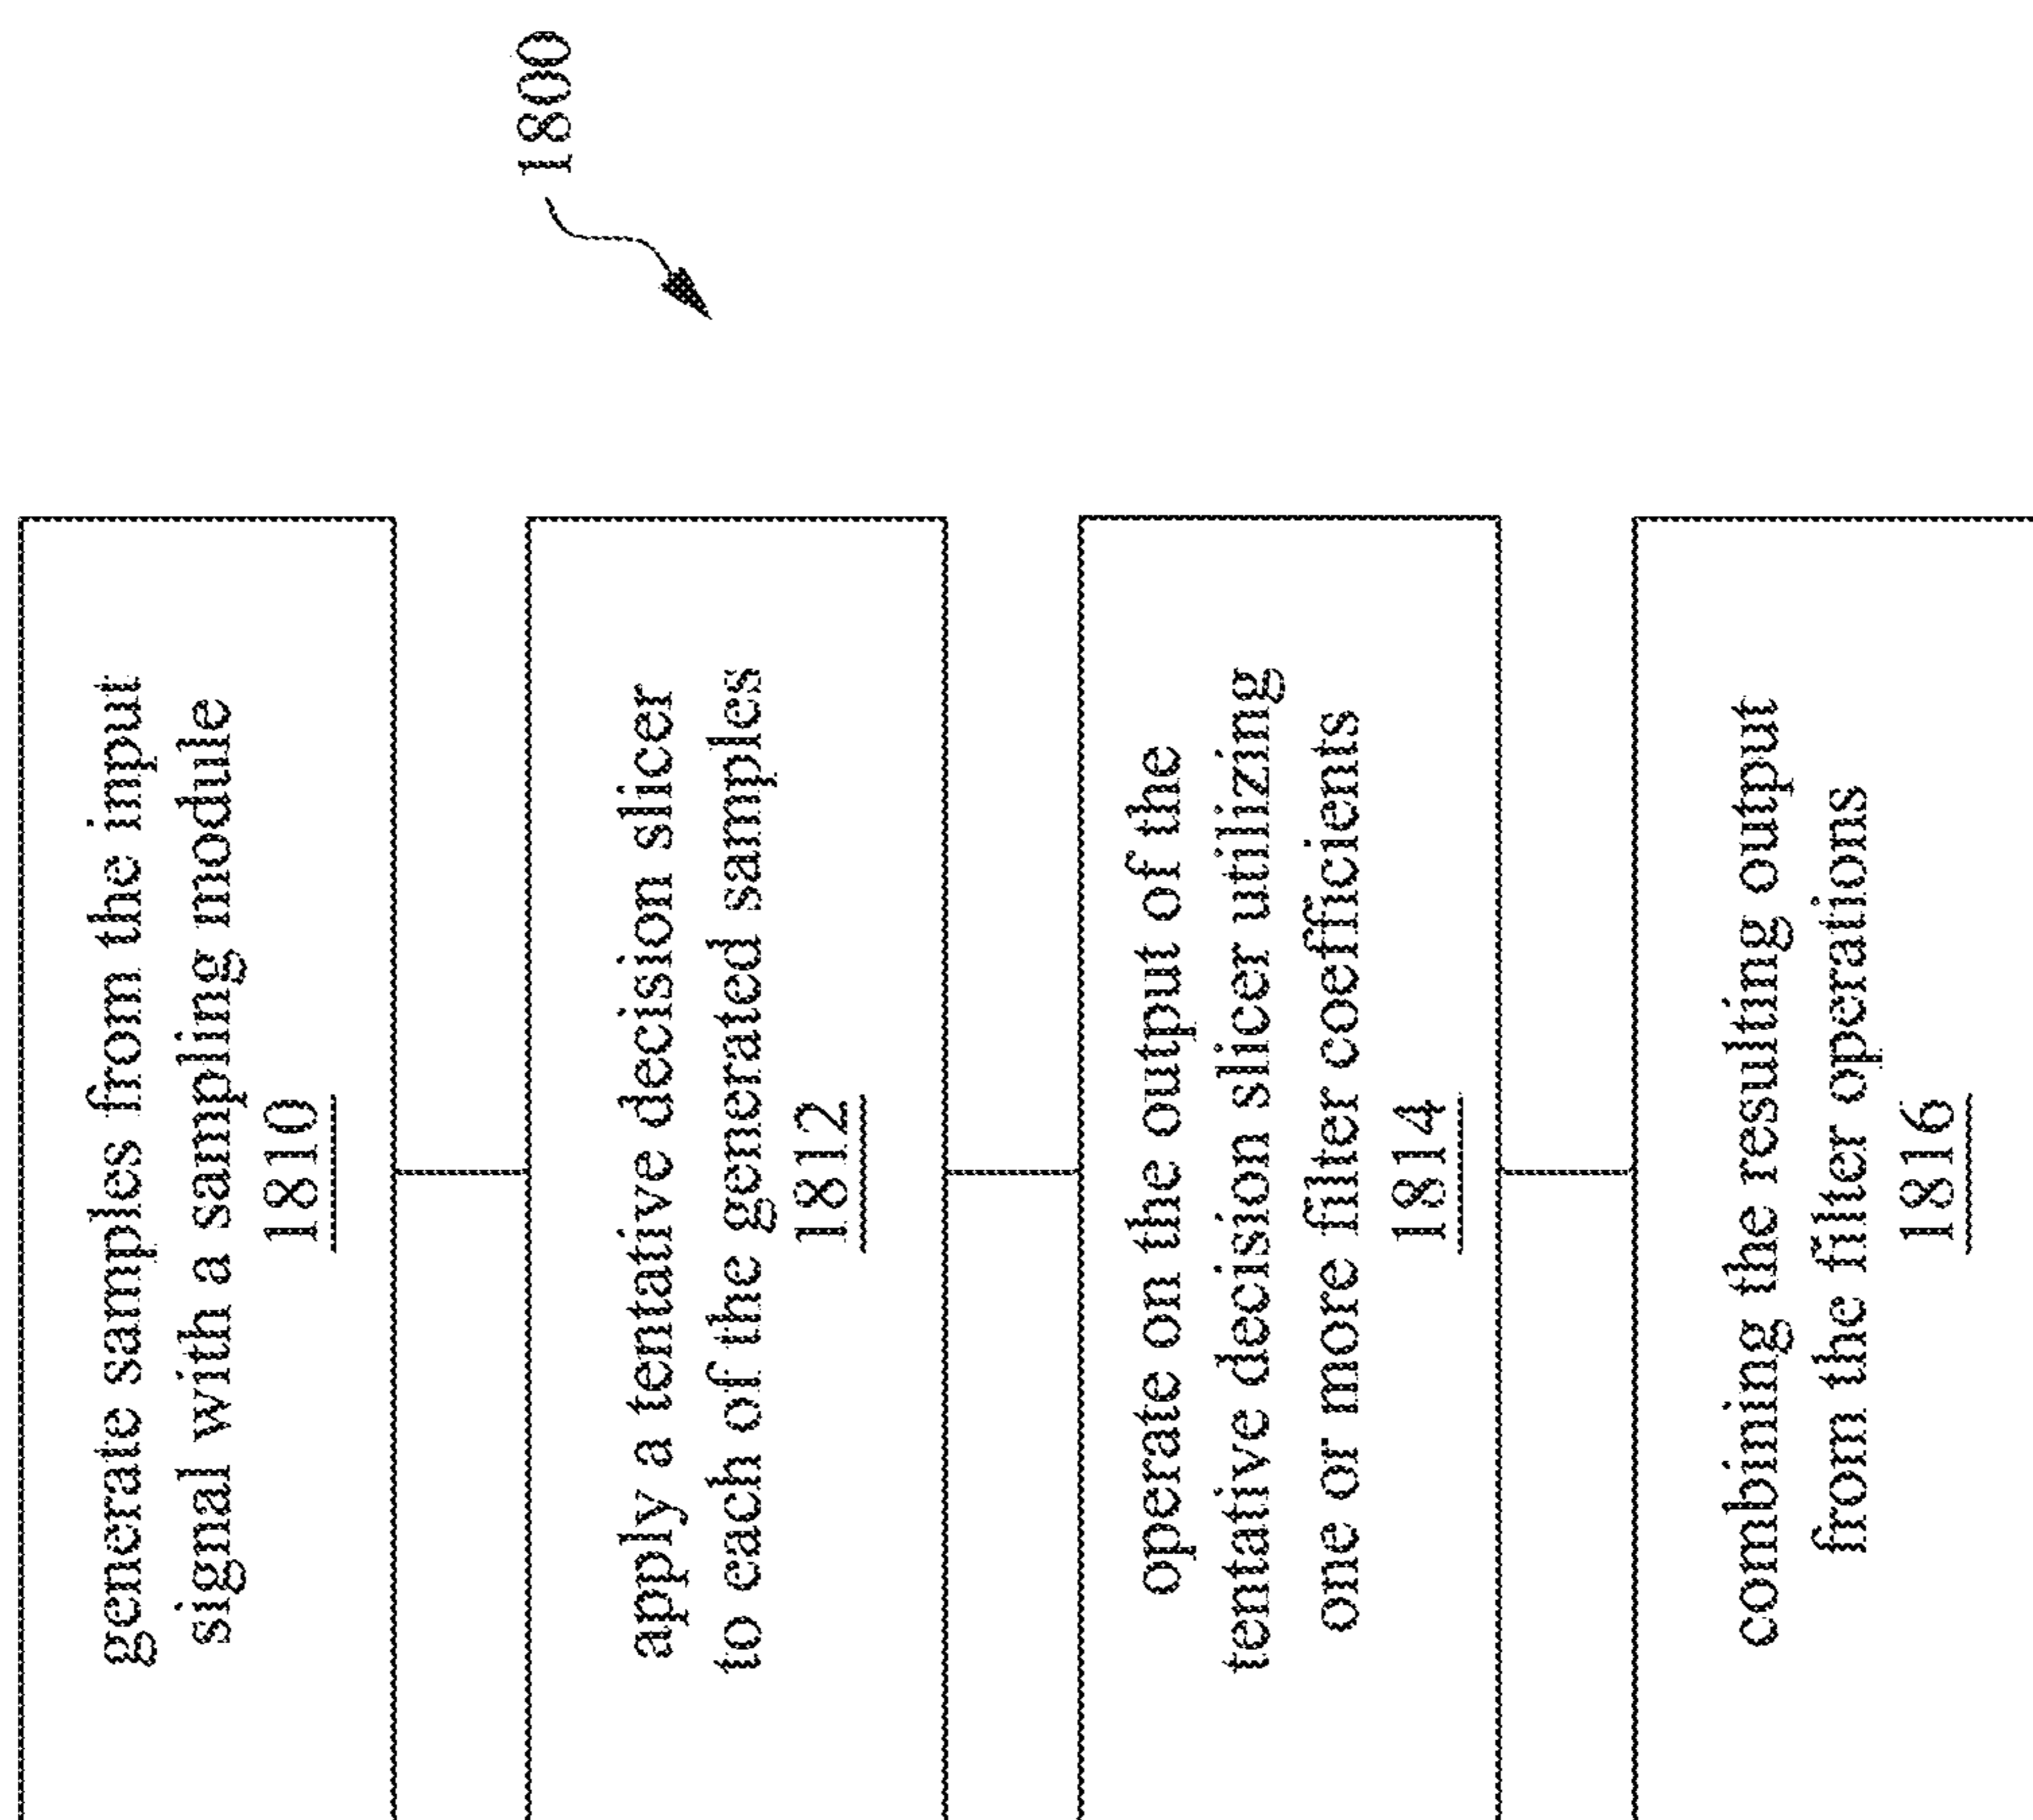 1800
generate samples from the input
signal with a sampling module
1810
apply a tentative decision slicer
to each of the generated samples
1812
operate on the output of the
tentative decision slicer utilizing
one or more filter coefficients
1814
combining the resulting output
from the filter operations
1816